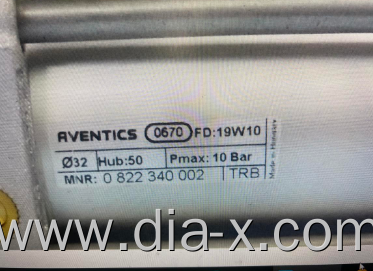 AVENTICS 0670 FD:19W10
Ø32 Hub:50 Pmax: 10 Bar
MNR: 0 822 340 002 TRB
Made in Hungary
www.dia-x.com